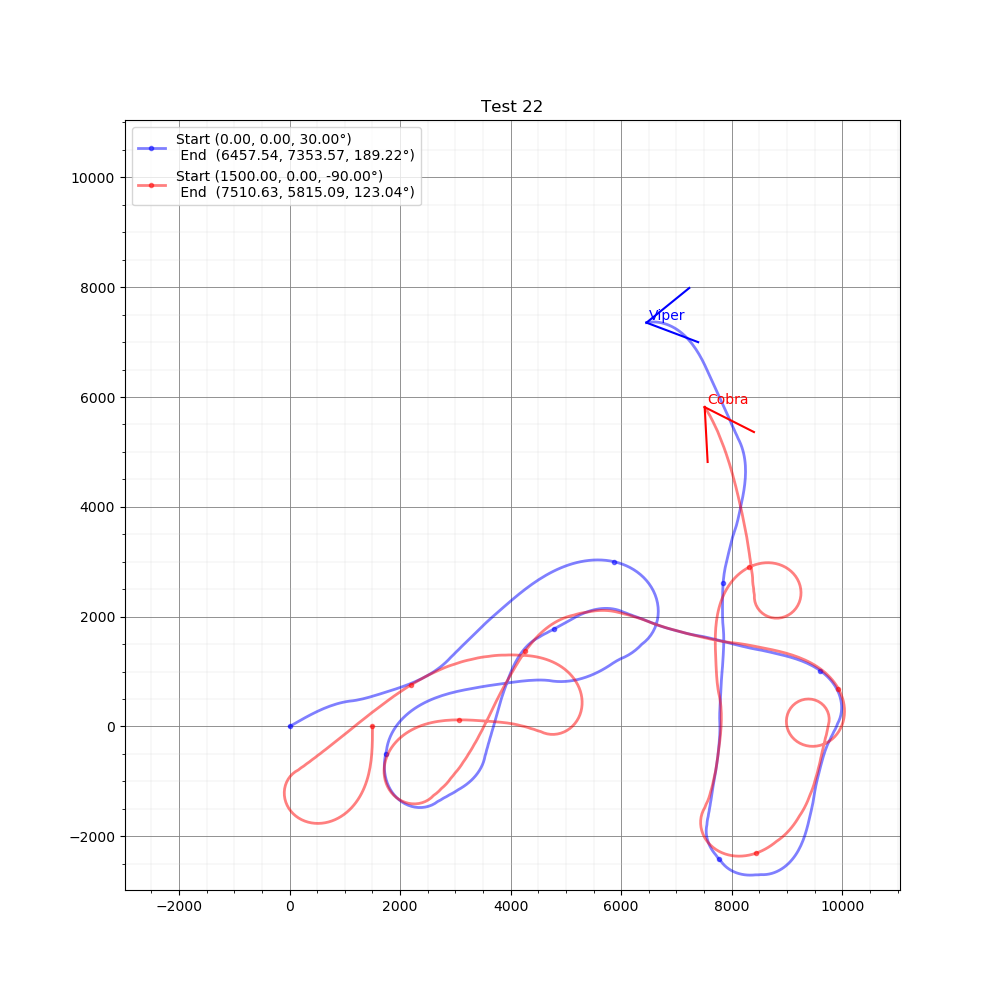 Test 22
Start (0.00, 0.00, 30.00°)
End (6457.54, 7353.57, 189.22°)
Start (1500.00, 0.00, -90.00°)
End (7510.63, 5815.09, 123.04°)
10000
8000
6000
4000
2000
0
−2000
Viper
Cobra
−2000 0 2000 4000 6000 8000 10000